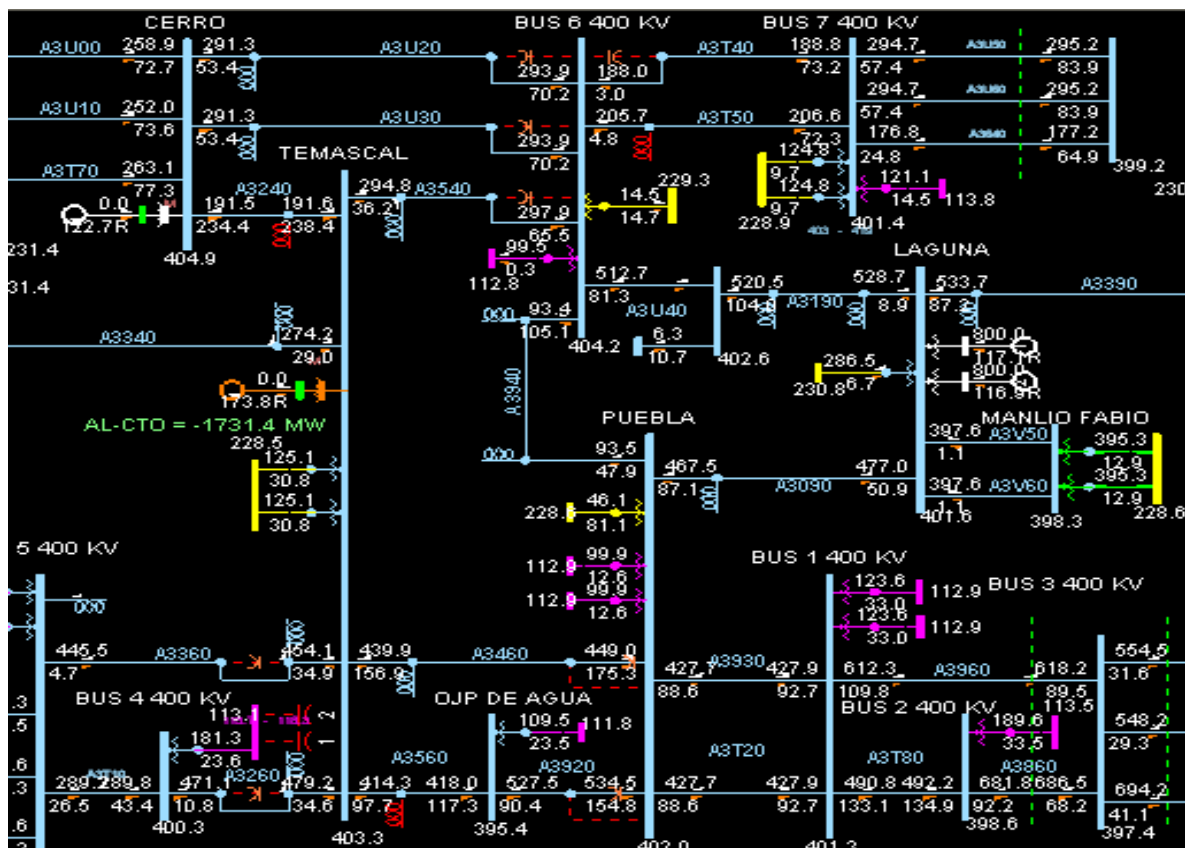 CERRO BUS 6 400 KV BUS 7 400 KV
A3U00 258.9 291.3 A3U20 A3T40 188.8 294.7 A3U50 295.2
72.7 53.4 293.9 188.0 73.2 57.4 83.9
70.2 3.0
A3U10 252.0 291.3 A3U30 205.7 A3T50 206.6 294.7 A3U60 295.2
73.6 53.4 293.9 4.8 72.3 57.4 83.9
70.2 124.8 176.8 A3640 177.2
9.7 24.8 64.9
TEMASCAL 399.2
A3T70 263.1 A3240 294.8 A3540 14.5 229.3 124.8 121.1 230
77.3 36.2 14.7 9.7 14.5 113.8
0.0 191.5 191.6 297.9 228.9 401.4
122.7R 234.4 238.4 65.5
231.4 404.9 99.5 LAGUNA
31.4 112.8 0.3
512.7 520.5 528.7 533.7 A3390
81.3 A3U40 104.0 A3190 8.9 87.2
93.4
105.1 404.2 6.3 402.6 800.0
A3340 274.2 10.7 117.1R
29.0 286.5 800.0
0.0 A3940 230.8 6.7 116.9R
173.8R
AL-CTO = -1731.4 MW PUEBLA MANLIO FABIO
228.5 397.6 A3V50 395.3
125.1 1.1 12.9
30.8 93.5 467.5 477.0 397.6 A3V60 395.3
125.1 47.9 87.1 A3090 50.9 1.1 12.9
30.8 228. 46.1 401.6 398.3 228.6
81.1
5 400 KV BUS 1 400 KV
112.9 99.9 123.6 112.9 BUS 3 400 KV
12.6 33.0
112.9 99.9 123.6 112.9
12.6 33.0
445.5 A3360 454.1 439.9 A3460 449.0 427.7 A3930 427.9 612.3 A3960 618.2 554.5
4.7 34.9 156.9 175.3 88.6 92.7 109.8 89.5 31.6
.3 BUS 4 400 KV OJP DE AGUA BUS 2 400 KV 113.5
113.1 2 109.5 111.8 189.6 548.2
181.3 1 23.5 33.5 29.3
.6 23.6
.3 289.2 A3T10 289.8 471.1 A3260 479.2 414.3 A3560 418.0 527.5 A3920 534.5 427.7 A3T20 427.9 490.8 A3T80 492.2 681.8 A3860 686.5 694.2
26.5 43.4 10.8 34.6 97.7 117.3 90.4 154.8 88.6 92.7 133.1 134.9 92.2 68.2 41.1
.6 400.3 403.3 395.4 402.0 401.3 398.6 397.4
.3